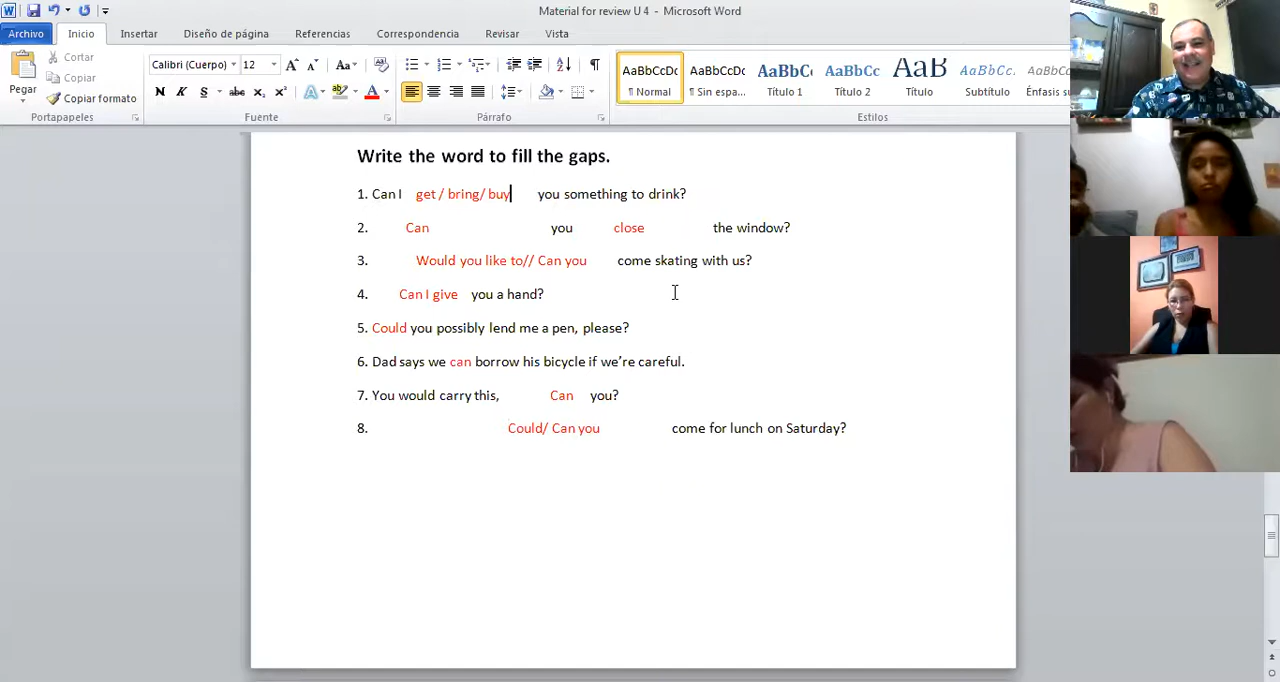 Material for review U 4 - Microsoft Word
Archivo Inicio Insertar Diseño de página Referencias Correspondencia Revisar Vista
Pegar
Cortar
Copiar
Copiar formato
Portapapeles
Calibri (Cuerpo) 12
Fuente
Párrafo
AaBbCcDc AaBbCcDc AaBbC AaBbCc AaB AaBbCc. AaBbCc
¶ Normal ¶ Sin espa... Título 1 Título 2 Título Subtítulo Énfasis
Estilos
Write the word to fill the gaps.
1. Can I get / bring/ buy you something to drink?
2. Can you close the window?
3. Would you like to// Can you come skating with us?
4. Can I give you a hand?
5. Could you possibly lend me a pen, please?
6. Dad says we can borrow his bicycle if we’re careful.
7. You would carry this, Can you?
8. Could/ Can you come for lunch on Saturday?